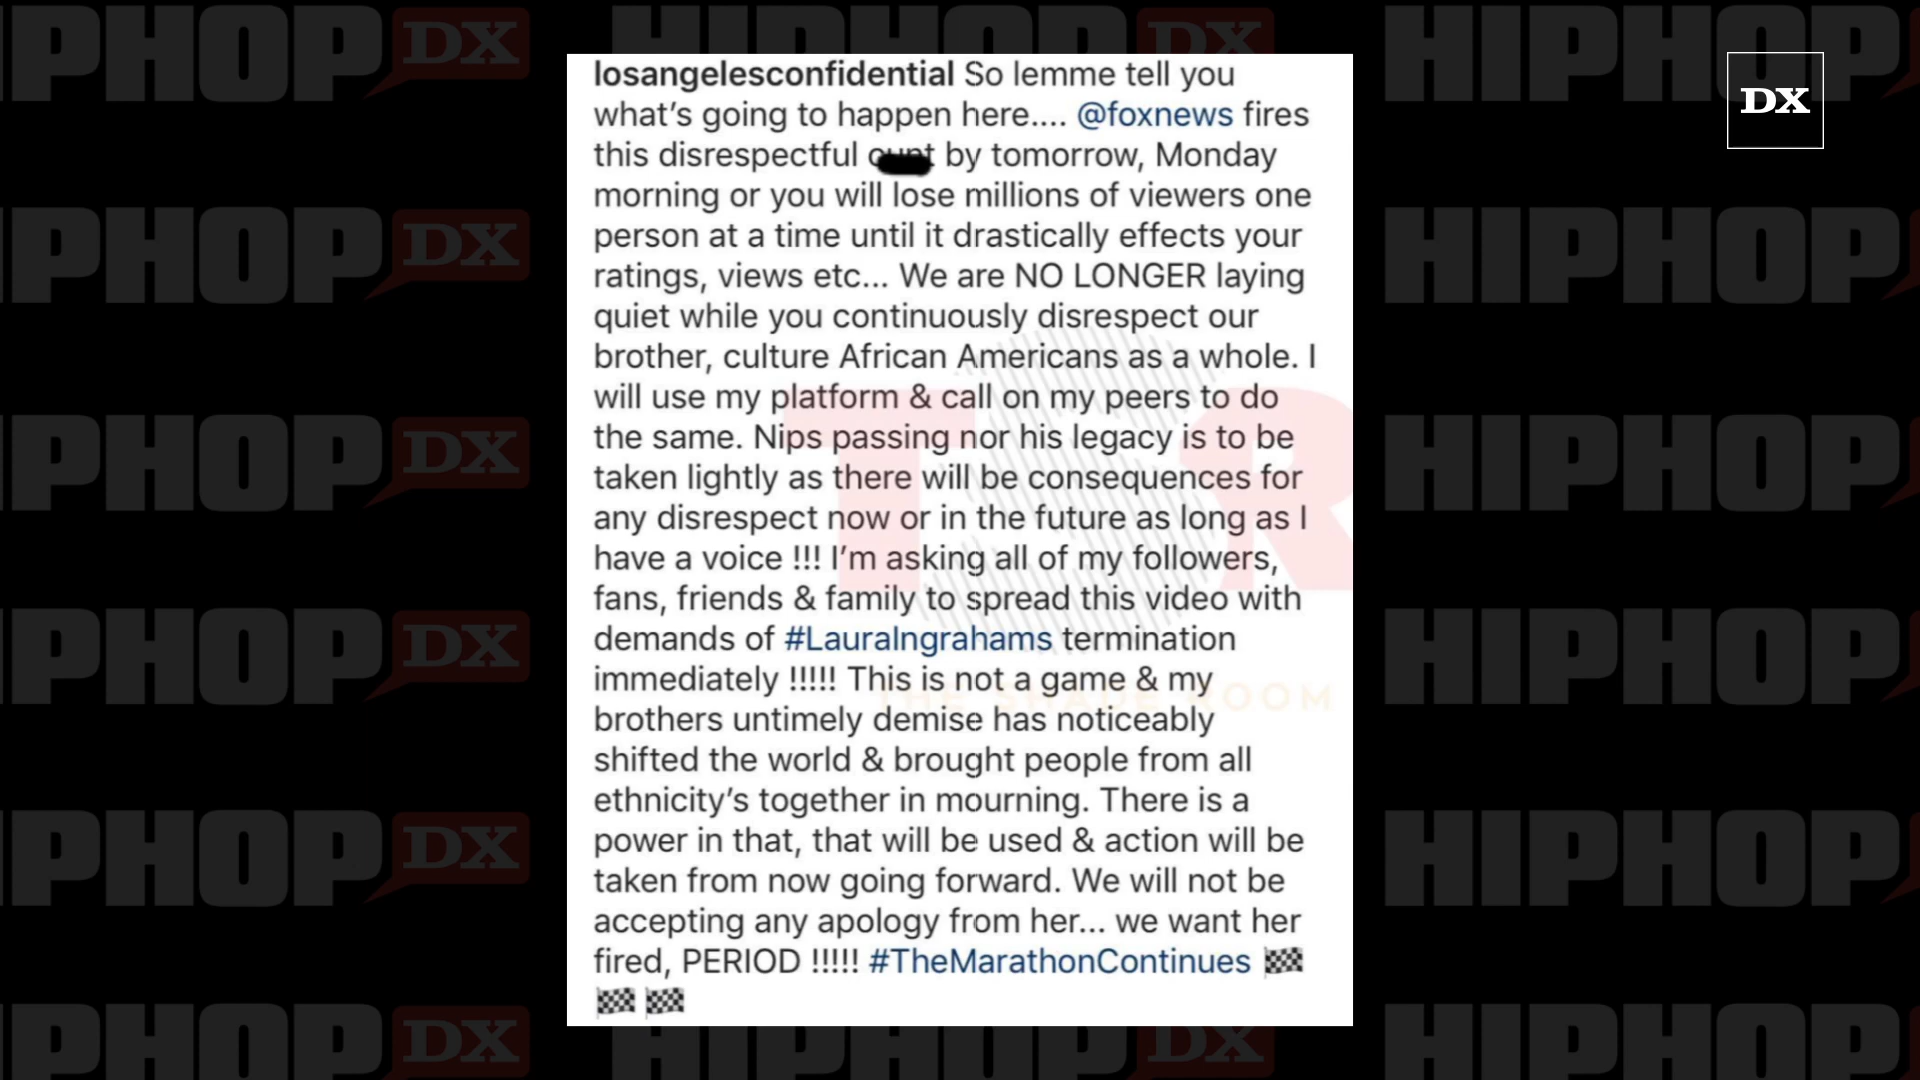 HIPHOP DX
DX
losangelesconfidential So lemme tell you
what's going to happen here.... @foxnews fires
this disrespectful by tomorrow, Monday
morning or you will lose millions of viewers one
person at a time until it drastically effects your
ratings, views etc... We are NO LONGER laying
quiet while you continuously disrespect our
brother, culture African Americans as a whole. I
will use my platform & call on my peers to do
the same. Nips passing nor his legacy is to be
taken lightly as there will be consequences for
any disrespect now or in the future as long as I
have a voice !!! I'm asking all of my followers,
fans, friends & family to spread this video with
demands of #LauraIngrahams termination
immediately !!!!! This is not a game & my
brothers untimely demise has noticeably
shifted the world & brought people from all
ethnicity's together in mourning. There is a
power in that, that will be used & action will be
taken from now going forward. We will not be
accepting any apology from her... we want her
fired, PERIOD !!!!! #TheMarathonContinues 🏁
🏁 🏁
TSR
THE SHADE ROOM